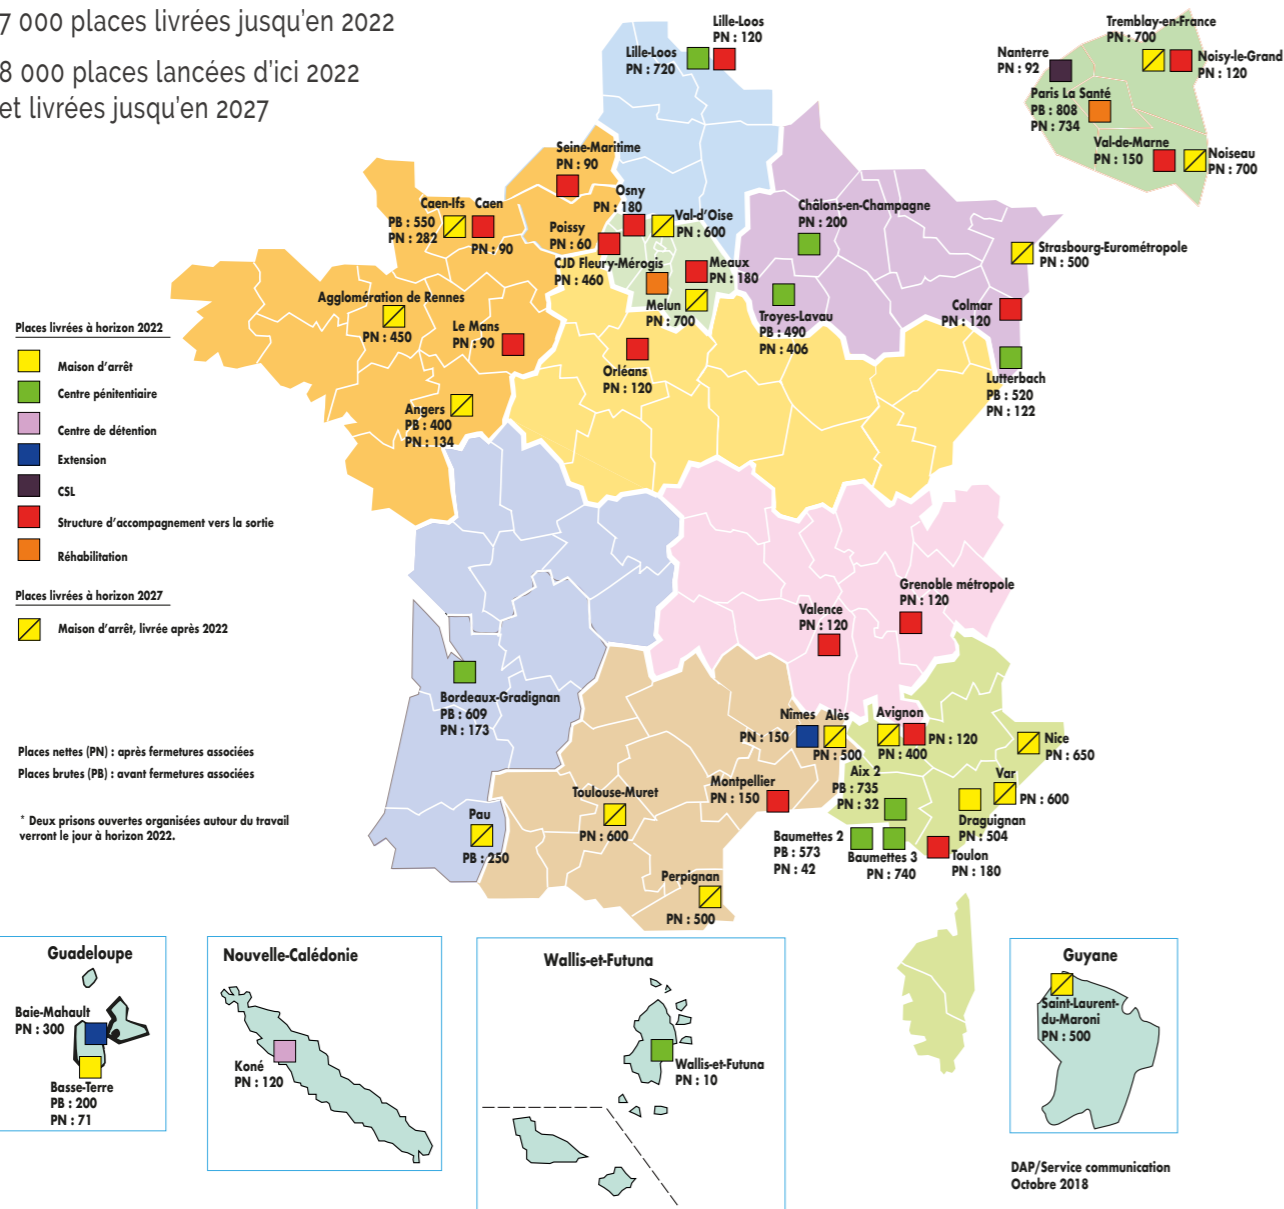 7 000 places livrées jusqu'en 2022
8 000 places lancées d'ici 2022
et livrées jusqu'en 2027
Lille-Loos
PN : 120
Lille-Loos
PN : 720
Tremblay-en-France
PN : 700
Nanterre
PN : 92
Noisy-le-Grand
PN : 120
Paris La Santé
PB : 808
PN : 734
Val-de-Marne
PN : 150
Noiseau
PN : 700
Seine-Maritime
PN : 90
Osny
PN : 180
Caen-Ifs
PB : 550
PN : 282
Caen
PN : 90
Poissy
PN : 60
Val-d'Oise
PN : 600
Châlons-en-Champagne
PN : 200
Strasbourg-Eurométropole
PN : 500
CJD Fleury-Mérogis
PN : 460
Meaux
PN : 180
Melun
PN : 700
Troyes-Lavau
PB : 490
PN : 406
Colmar
PN : 120
Lutterbach
PB : 520
PN : 122
Agglomération de Rennes
PN : 450
Le Mans
PN : 90
Orléans
PN : 120
Angers
PB : 400
PN : 134
Places livrées à horizon 2022
Maison d'arrêt
Centre pénitentiaire
Centre de détention
Extension
CSL
Structure d'accompagnement vers la sortie
Réhabilitation
Places livrées à horizon 2027
Maison d'arrêt, livrée après 2022
Places nettes (PN) : après fermetures associées
Places brutes (PB) : avant fermetures associées
* Deux prisons ouvertes organisées autour du travail
verront le jour à horizon 2022.
Grenoble métropole
PN : 120
Valence
PN : 120
Bordeaux-Gradignan
PB : 609
PN : 173
Nîmes
PN : 150
Alès
PN : 500
Avignon
PN : 400
PN : 120
Nice
PN : 650
Aix 2
PB : 735
PN : 32
Var
PN : 600
Draguignan
PN : 504
Montpellier
PN : 150
Toulouse-Muret
PN : 600
Pau
PB : 250
Baumettes 2
PB : 573
PN : 42
Baumettes 3
PN : 740
Toulon
PN : 180
Perpignan
PN : 500
Guadeloupe
Baie-Mahault
PN : 300
Basse-Terre
PB : 200
PN : 71
Nouvelle-Calédonie
Koné
PN : 120
Wallis-et-Futuna
Wallis-et-Futuna
PN : 10
Guyane
Saint-Laurent-
du-Maroni
PN : 500
DAP/Service communication
Octobre 2018